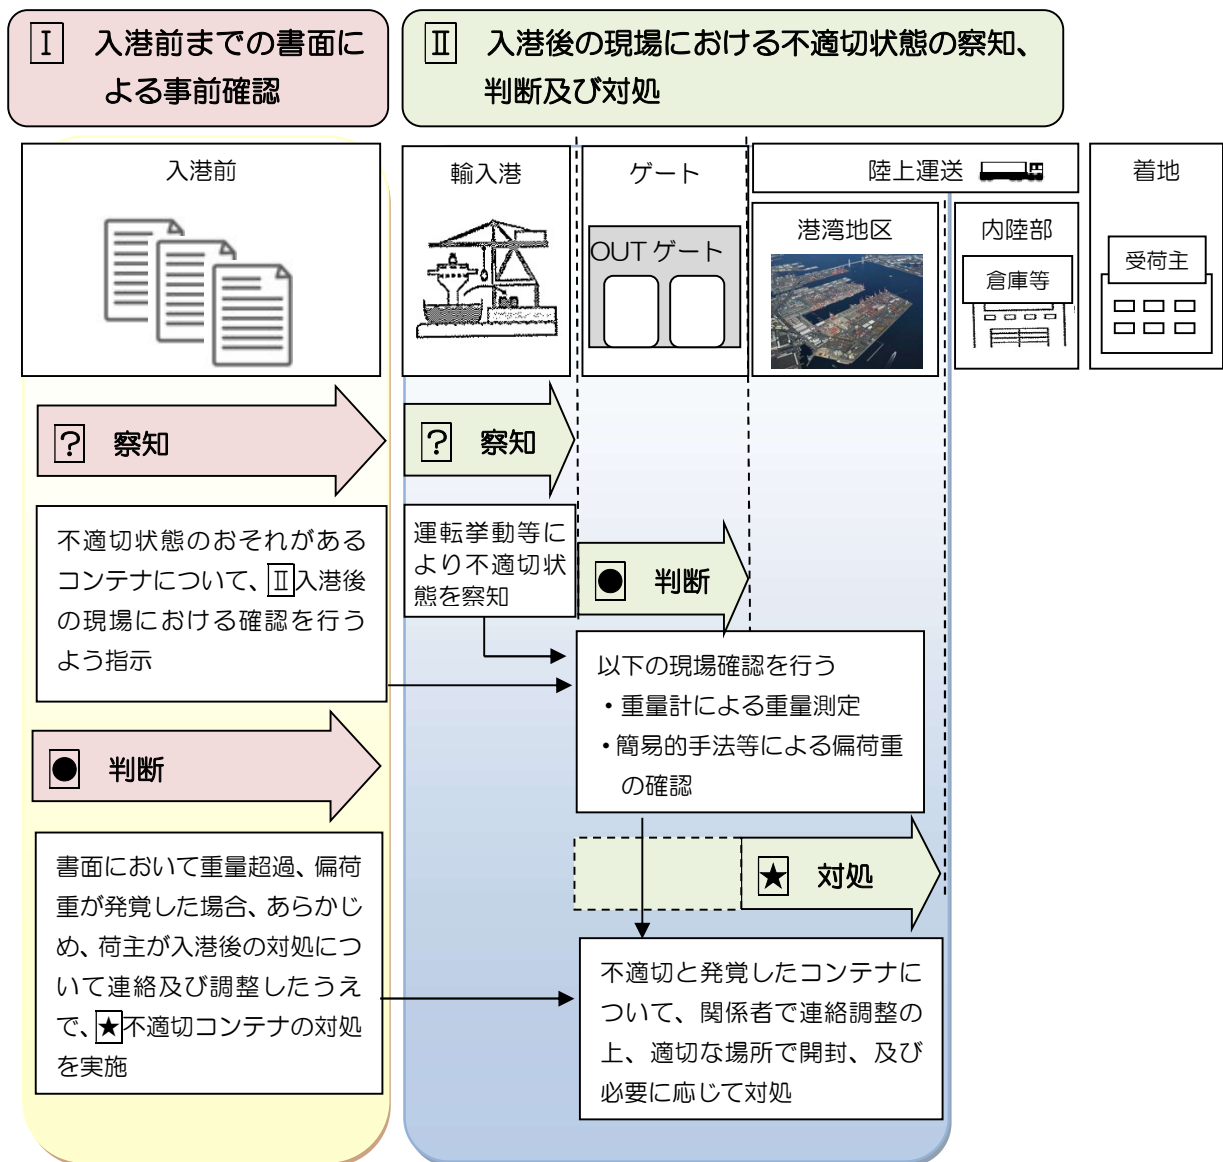 Ⅰ 入港前までの書面に
よる事前確認
Ⅱ 入港後の現場における不適切状態の察知、
判断及び対処
入港前
輸入港
ゲート
OUT ゲート
陸上運送
港湾地区
内陸部
倉庫等
着地
受荷主
? 察知
? 察知
不適切状態のおそれがある
コンテナについて、Ⅱ入港後
の現場における確認を行う
よう指示
運転挙動等に
より不適切状
態を察知
● 判断
以下の現場確認を行う
・重量計による重量測定
・簡易的手法等による偏荷重
の確認
● 判断
書面において重量超過、偏荷
重が発覚した場合、あらかじ
め、荷主が入港後の対処につ
いて連絡及び調整したうえ
で、★不適切コンテナの対処
を実施
★ 対処
不適切と発覚したコンテナに
ついて、関係者で連絡調整の
上、適切な場所で開封、及び
必要に応じて対処